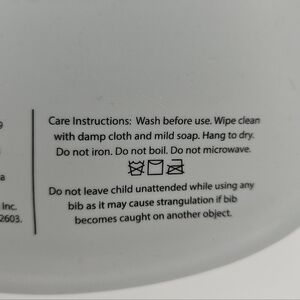 Care Instructions: Wash before use. Wipe clean
with damp cloth and mild soap. Hang to dry.
Do not iron. Do not boil. Do not microwave.
Do not leave child unattended while using any
bib as it may cause strangulation if bib
becomes caught on another object.
9
a
Inc.
2603.